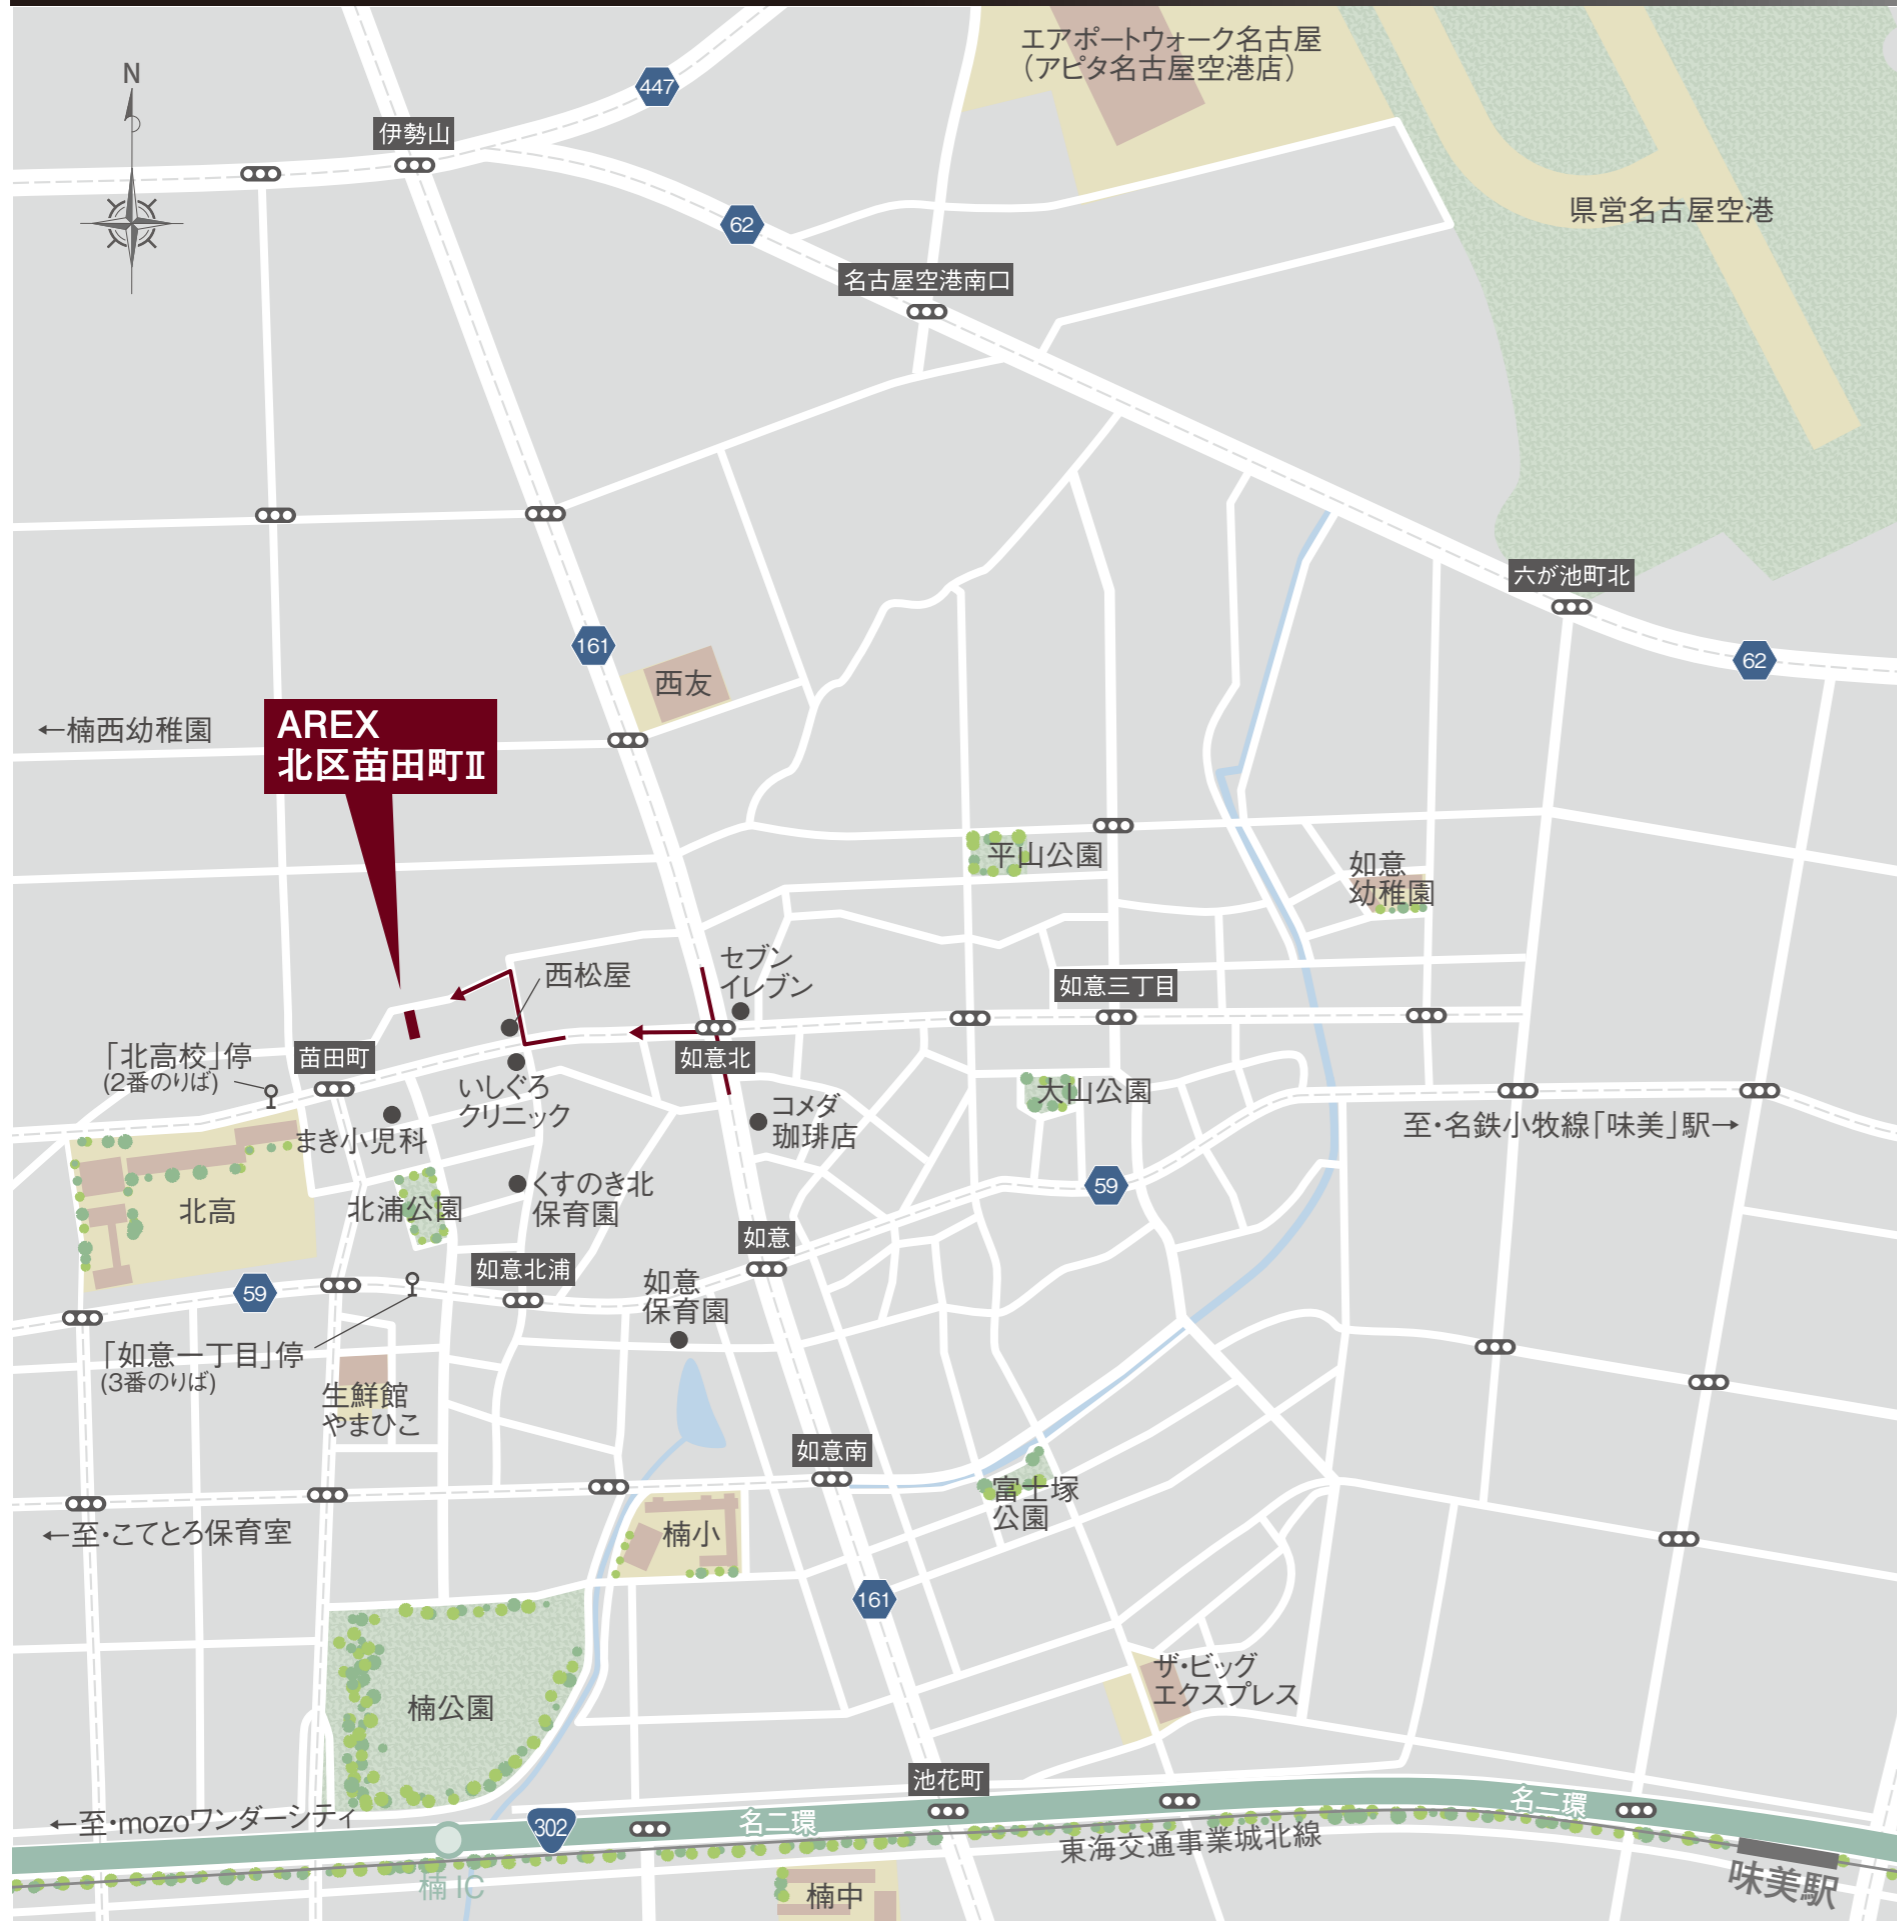 エアポートウォーク名古屋
（アピタ名古屋空港店）
N
447
伊勢山
県営名古屋空港
62
名古屋空港南口
六が池町北
161
62
西友
AREX
北区苗田町Ⅱ
←楠西幼稚園
平山公園
如意
幼稚園
セブン
イレブン
西松屋
如意三丁目
「北高校」停
(2番のりば)
苗田町
如意北
いしぐろ
クリニック
大山公園
コメダ
珈琲店
至・名鉄小牧線「味美」駅→
まき小児科
くすのき北
保育園
59
北高
北浦公園
如意
如意北浦
如意
保育園
59
「如意一丁目」停
(3番のりば)
生鮮館
やまひこ
如意南
富士塚
公園
←至・こてとろ保育室
楠小
161
ザ・ビッグ
エクスプレス
楠公園
池花町
名二環
←至・mozoワンダーシティ
302
名二環
東海交通事業城北線
味美駅
楠 IC
楠中